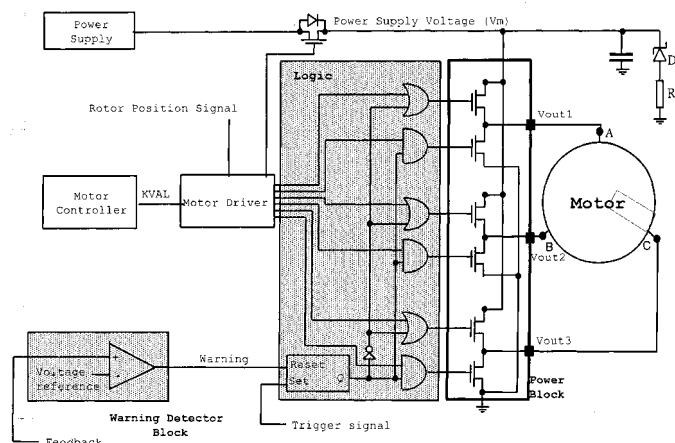 Power
Supply
Power Supply Voltage (Vm)
D
R
Logic
Rotor Position Signal
Vout1
A
Motor
Controller
KVAL
Motor Driver
Motor
B
C
Vout2
Vout3
Warning
Voltage
reference
+
-
Reset
Set
Q
Power
Block
Warning Detector
Block
Trigger signal
Feedback